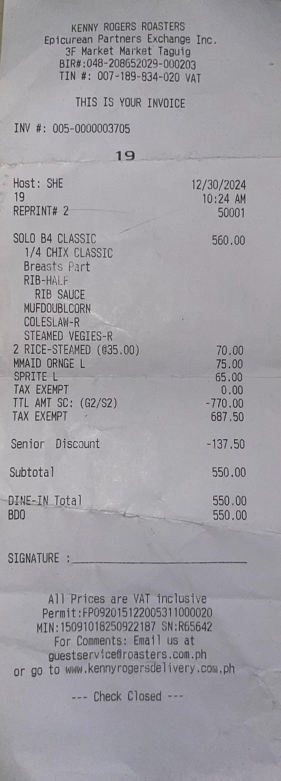 KENNY ROGERS ROASTERS
Epicurean Partners Exchange Inc.
3F Market Market Taguig
BIR#:048-208652029-000203
TIN #: 007-189-834-020 VAT
THIS IS YOUR INVOICE
INV #: 005-0000003705
19
Host: SHE 12/30/2024
19 10:24 AM
REPRINT# 2 50001
SOLO B4 CLASSIC 560.00
1/4 CHIX CLASSIC
Breasts Part
RIB-HALF
RIB SAUCE
MUFDOUBLCORN
COLESLAW-R
STEAMED VEGIES-R
2 RICE-STEAMED (@35.00) 70.00
MMAID ORNGE L 75.00
SPRITE L 65.00
TAX EXEMPT 0.00
TTL AMT SC: (G2/S2) -770.00
TAX EXEMPT 687.50
Senior Discount -137.50
Subtotal 550.00
DINE-IN Total 550.00
BDO 550.00
SIGNATURE :
All Prices are VAT inclusive
Permit:FP092015122005311000020
MIN:15091018250922187 SN:R65642
For Comments: Email us at
guestservice@roasters.com.ph
or go to www.kennyrogersdelivery.com.ph
--- Check Closed ---